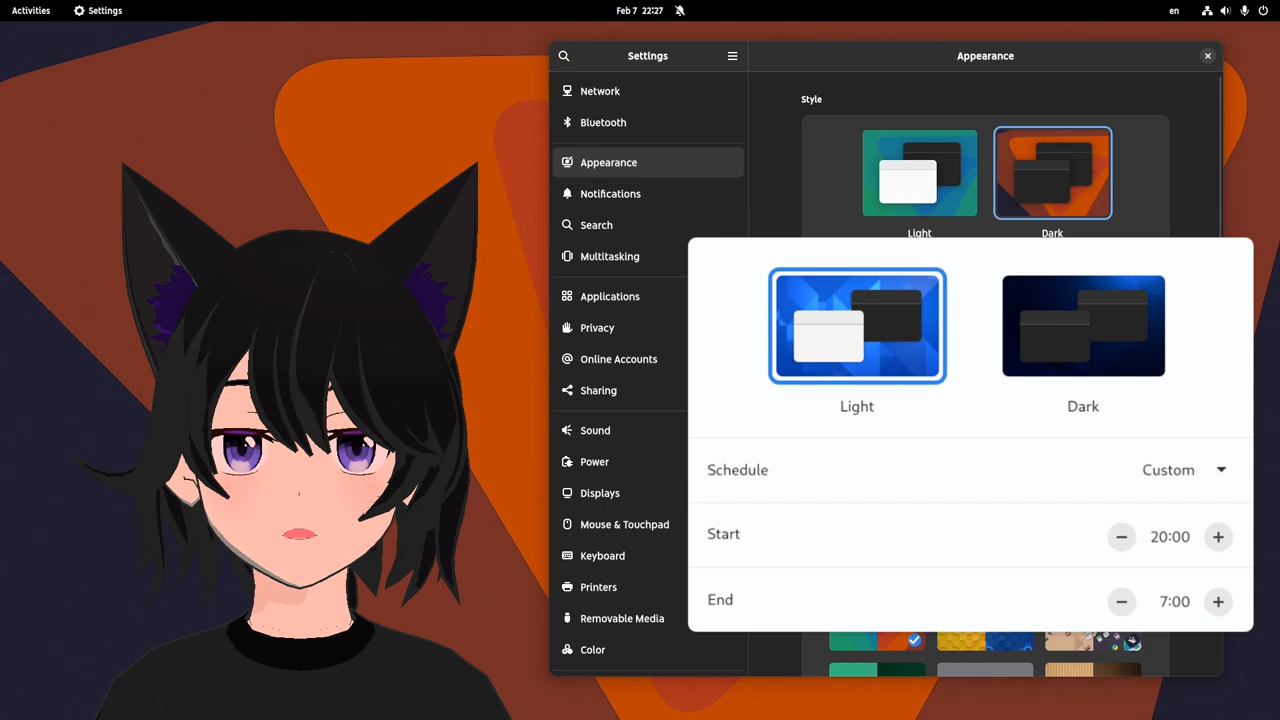 Activities Settings Feb 7 22:27 en
Settings
Appearance
Network
Bluetooth
Appearance
Notifications
Search
Multitasking
Applications
Privacy
Online Accounts
Sharing
Sound
Power
Displays
Mouse & Touchpad
Keyboard
Printers
Removable Media
Color
Style
Light Dark
Light Dark
Schedule Custom
Start 20:00
End 7:00